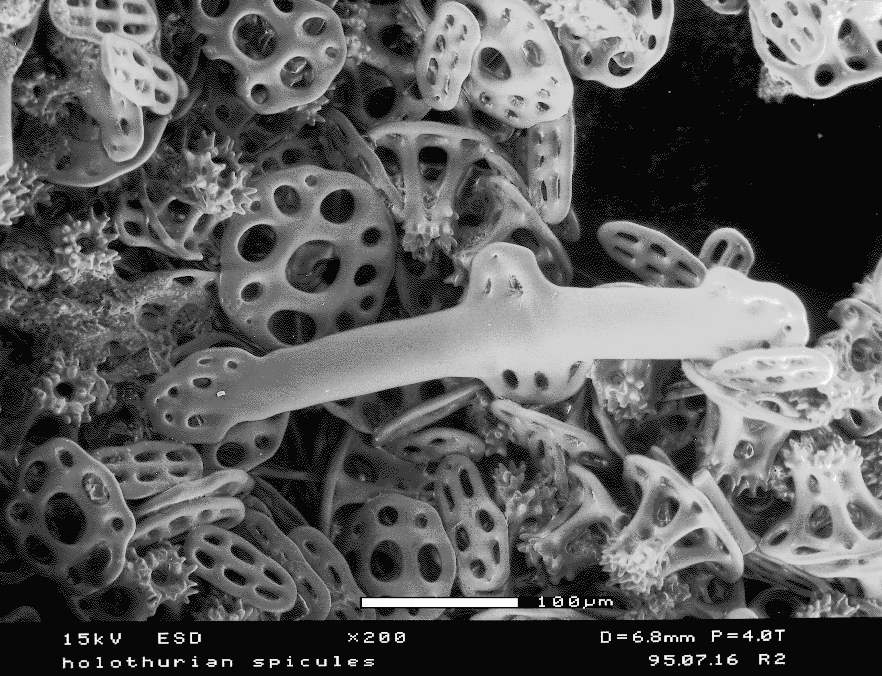 100μm
15kV ESD ×200 D=6.8mm P=4.0T
holothurian spicules 95.07.16 R2